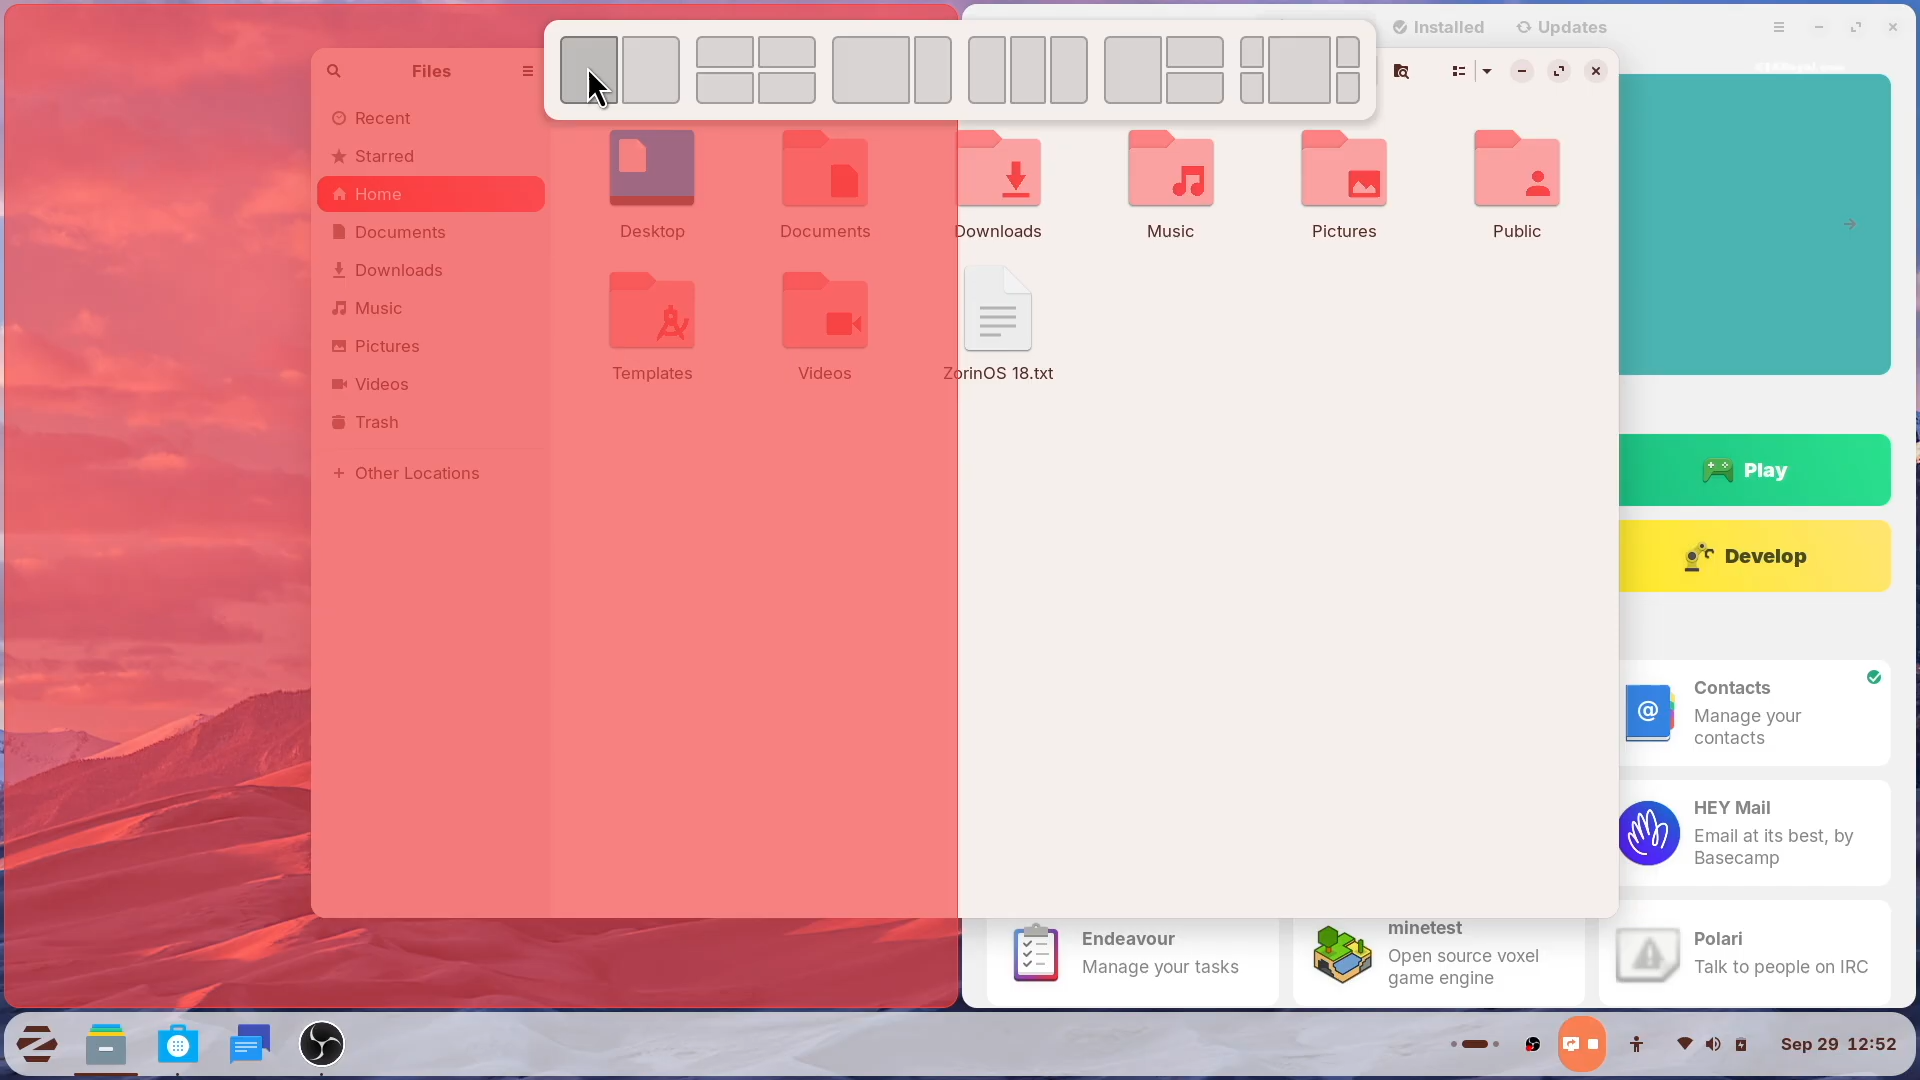 Installed
Updates
Files
Recent
Starred
Home
Documents
Downloads
Music
Pictures
Videos
Trash
Other Locations
Desktop
Documents
Downloads
Music
Pictures
Public
Templates
Videos
ZorinOS 18.txt
Play
Develop
Contacts
Manage your
contacts
HEY Mail
Email at its best, by
Basecamp
Endeavour
Manage your tasks
minetest
Open source voxel
game engine
Polari
Talk to people on IRC
Sep 29 12:52